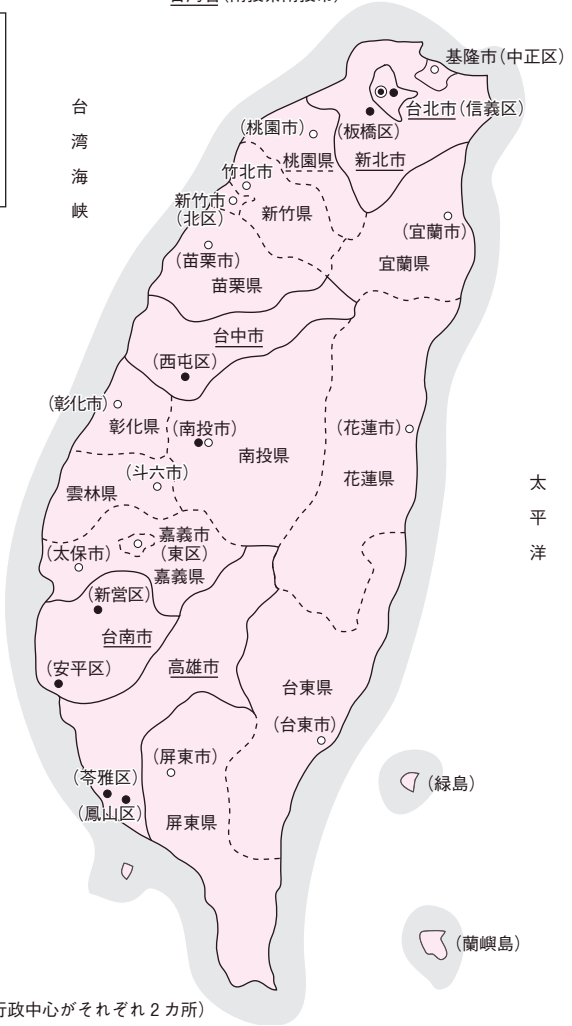 基隆市(中正区)
台北市(信義区)
(桃園市)
(板橋区)
桃園県
新北市
竹北市
新竹市
(北区)
新竹県
(宜蘭市)
宜蘭県
(苗栗市)
苗栗県
台湾海峡
台中市
(西屯区)
(彰化市)
彰化県
(南投市)
南投県
(花蓮市)
花蓮県
(斗六市)
雲林県
太平洋
嘉義市
(東区)
(太保市)
嘉義県
(新営区)
台南市
(安平区)
高雄市
台東県
(台東市)
(屏東市)
屏東県
(苓雅区)
(鳳山区)
(緑島)
(蘭嶼島)
行政中心がそれぞれ2カ所)